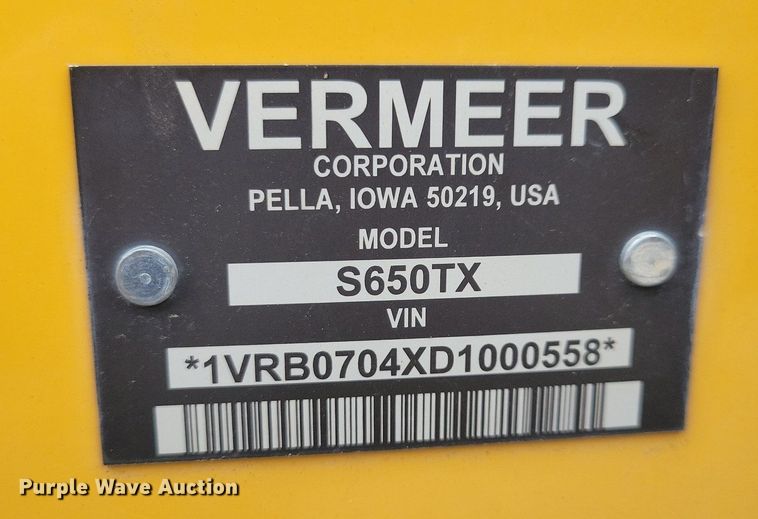 VERMEER
CORPORATION
PELLA, IOWA 50219, USA
MODEL
S650TX
VIN
*1VRB0704XD1000558*
Purple Wave Auction